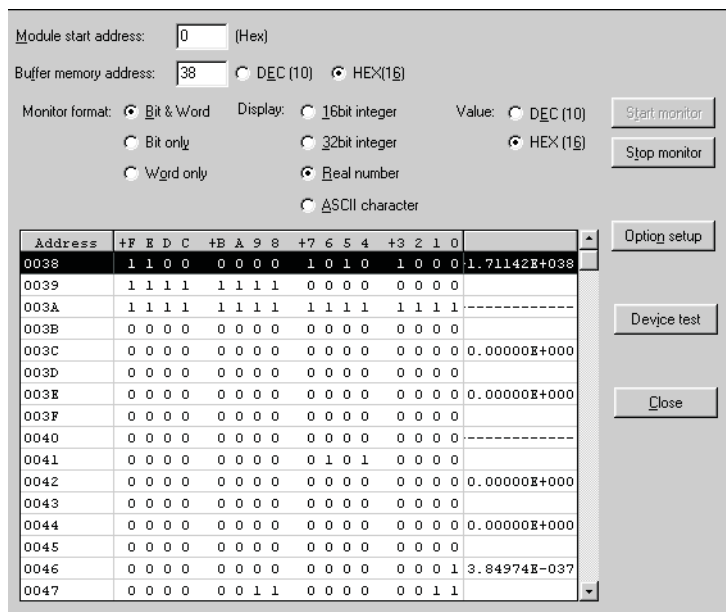 Module start address: 0 (Hex)
Buffer memory address: 38 DEC (10) HEX(16)
Monitor format: Bit & Word Display: 16bit integer Value: DEC (10) Start monitor
Bit only 32bit integer HEX (16) Stop monitor
Word only Real number
ASCII character
Address +F E D C +B A 9 8 +7 6 5 4 +3 2 1 0 Option setup
0038 1 1 0 0 0 0 0 0 1 0 1 0 1 0 0 0 -1.71142E+038
0039 1 1 1 1 1 1 1 1 0 0 0 0 0 0 0 0
003A 1 1 1 1 1 1 1 1 1 1 1 1 1 1 1 1 -------------
003B 0 0 0 0 0 0 0 0 0 0 0 0 0 0 0 0 Device test
003C 0 0 0 0 0 0 0 0 0 0 0 0 0 0 0 0 0.00000E+000
003D 0 0 0 0 0 0 0 0 0 0 0 0 0 0 0 0
003E 0 0 0 0 0 0 0 0 0 0 0 0 0 0 0 0 0.00000E+000 Close
003F 0 0 0 0 0 0 0 0 0 0 0 0 0 0 0 0
0040 0 0 0 0 0 0 0 0 0 0 0 0 0 0 0 0 -------------
0041 0 0 0 0 0 0 0 0 0 1 0 1 0 0 0 0
0042 0 0 0 0 0 0 0 0 0 0 0 0 0 0 0 0 0.00000E+000
0043 0 0 0 0 0 0 0 0 0 0 0 0 0 0 0 0
0044 0 0 0 0 0 0 0 0 0 0 0 0 0 0 0 0 0.00000E+000
0045 0 0 0 0 0 0 0 0 0 0 0 0 0 0 0 0
0046 0 0 0 0 0 0 0 0 0 0 0 0 0 0 0 1 3.84974E-037
0047 0 0 0 0 0 0 1 1 0 0 0 0 0 0 1 1